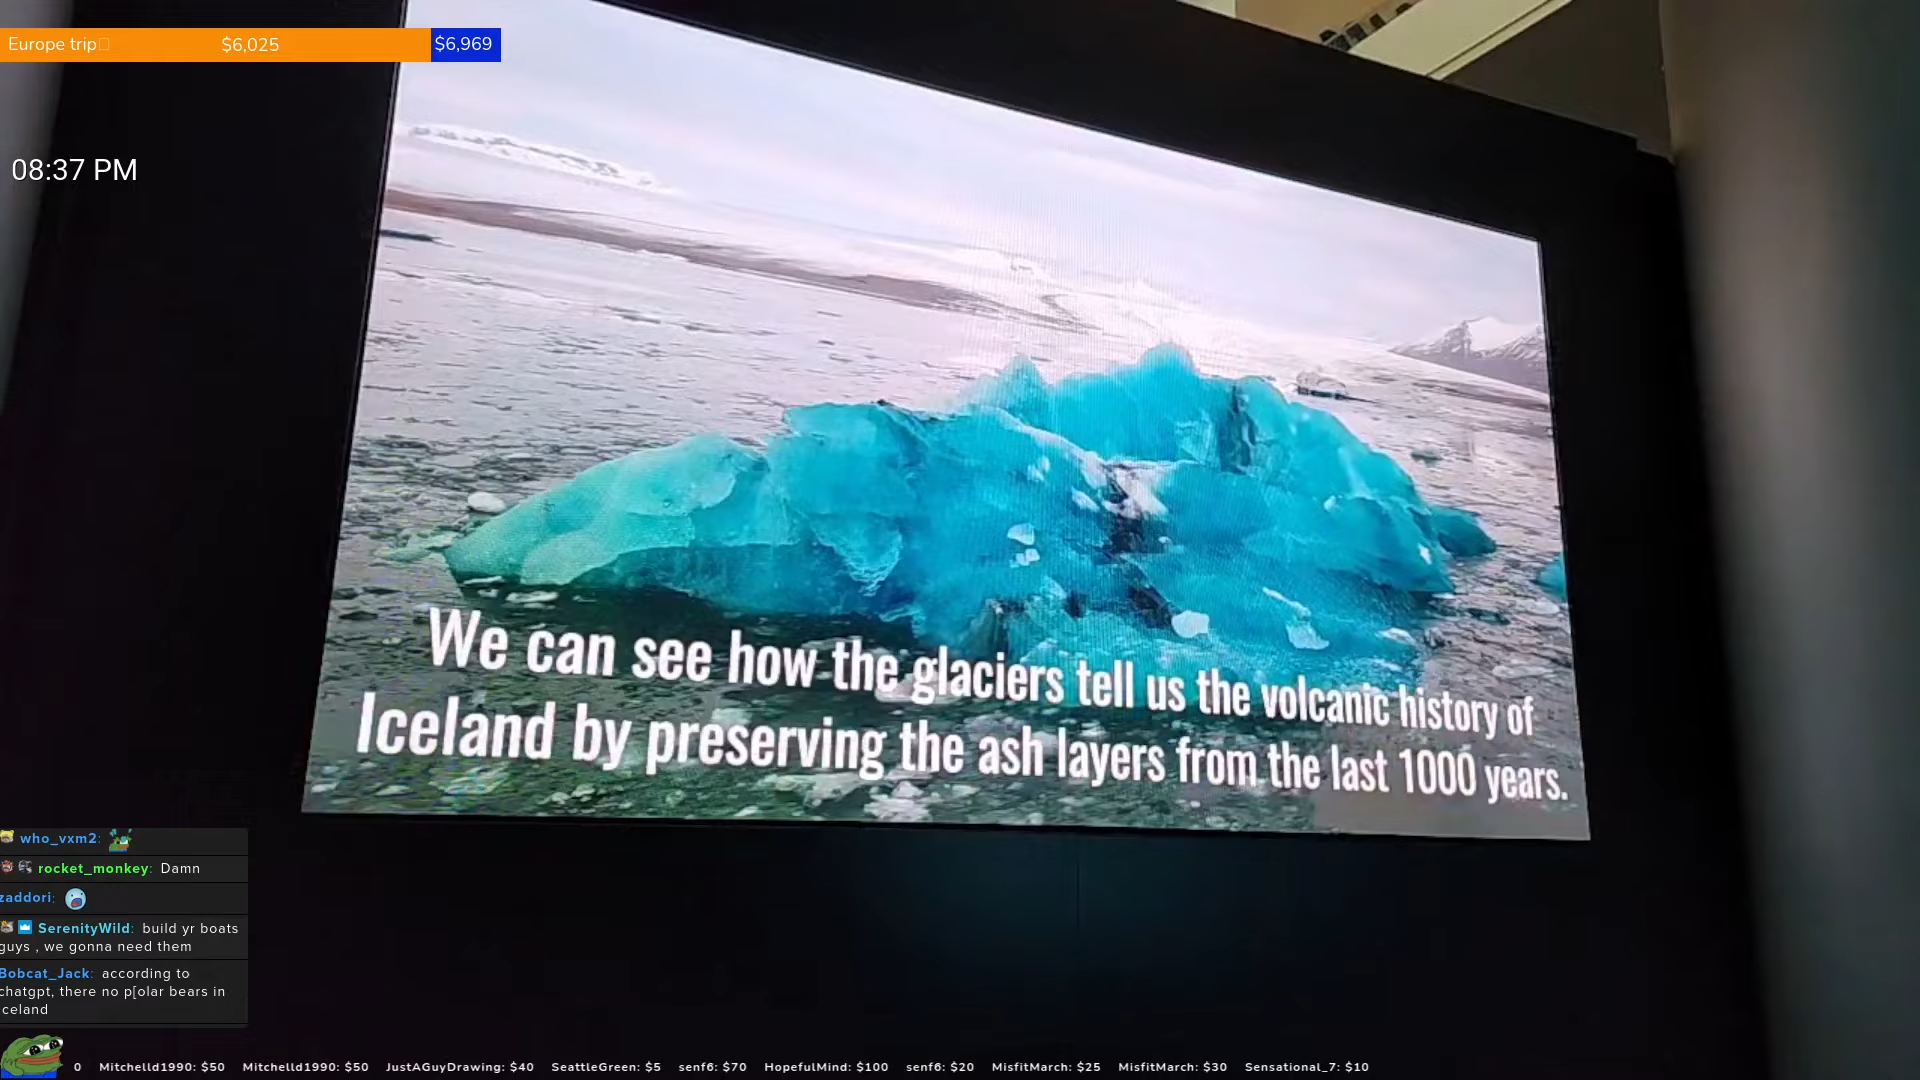 Europe trip $6,025 $6,969
08:37 PM
We can see how the glaciers tell us the volcanic history of
Iceland by preserving the ash layers from the last 1000 years.
who_vxm2:
rocket_monkey: Damn
zaddori:
SerenityWild: build yr boats
guys , we gonna need them
Bobcat_Jack: according to
chatgpt, there no p[olar bears in
celand
0 Mitchelld1990: $50 Mitchelld1990: $50 JustAGuyDrawing: $40 SeattleGreen: $5 senf6: $70 HopefulMind: $100 senf6: $20 MisfitMarch: $25 MisfitMarch: $30 Sensational_7: $10